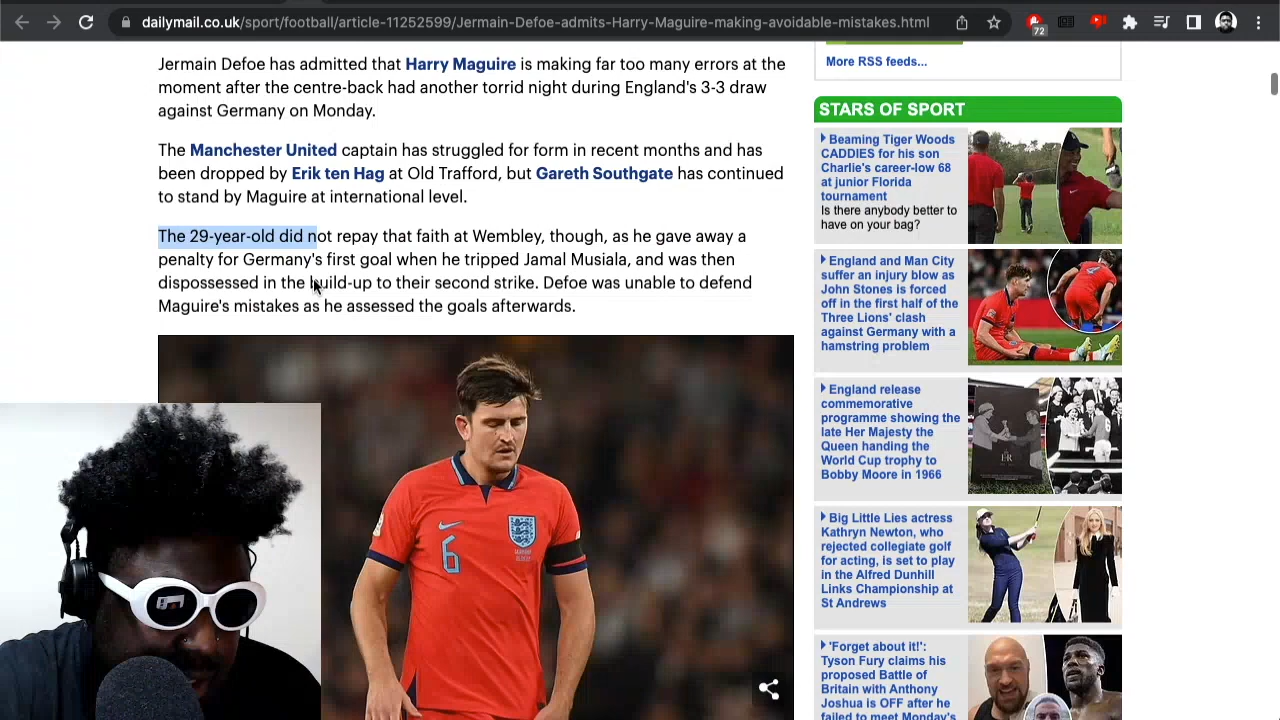 dailymail.co.uk/sport/football/article-11252599/Jermain-Defoe-admits-Harry-Maguire-making-avoidable-mistakes.html
72
Jermain Defoe has admitted that Harry Maguire is making far too many errors at the
moment after the centre-back had another torrid night during England's 3-3 draw
against Germany on Monday.
The Manchester United captain has struggled for form in recent months and has
been dropped by Erik ten Hag at Old Trafford, but Gareth Southgate has continued
to stand by Maguire at international level.
The 29-year-old did not repay that faith at Wembley, though, as he gave away a
penalty for Germany's first goal when he tripped Jamal Musiala, and was then
dispossessed in the build-up to their second strike. Defoe was unable to defend
Maguire's mistakes as he assessed the goals afterwards.
6
More RSS feeds...
STARS OF SPORT
Beaming Tiger Woods
CADDIES for his son
Charlie's career-low 68
at junior Florida
tournament
Is there anybody better to
have on your bag?
England and Man City
suffer an injury blow as
John Stones is forced
off in the first half of the
Three Lions' clash
against Germany with a
hamstring problem
England release
commemorative
programme showing the
late Her Majesty the
Queen handing the
World Cup trophy to
Bobby Moore in 1966
Big Little Lies actress
Kathryn Newton, who
rejected collegiate golf
for acting, is set to play
in the Alfred Dunhill
Links Championship at
St Andrews
'Forget about it!':
Tyson Fury claims his
proposed Battle of
Britain with Anthony
Joshua is OFF after he
failed to meet Monday's